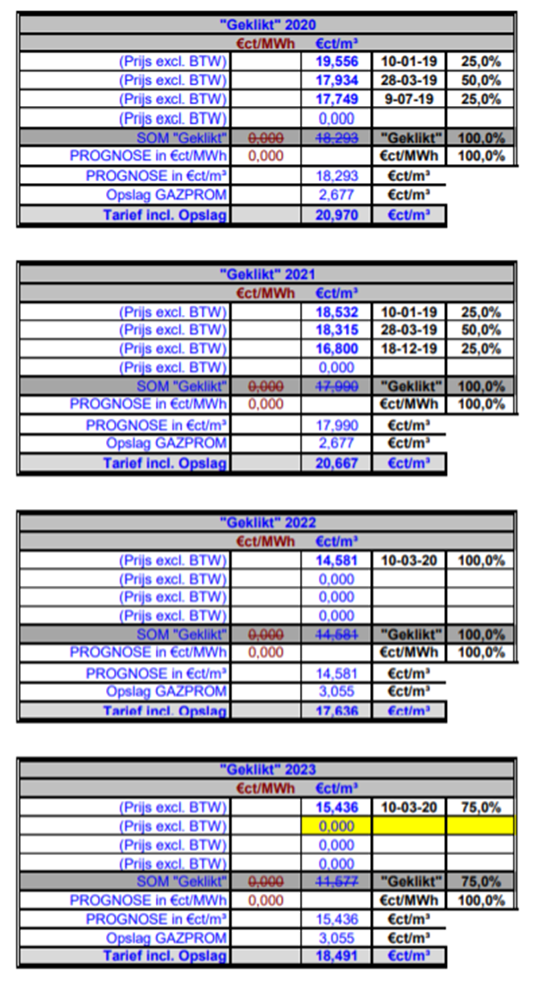 "Geklikt" 2020
€ct/MWh €ct/m³
(Prijs excl. BTW) 19,556 10-01-19 25,0%
(Prijs excl. BTW) 17,934 28-03-19 50,0%
(Prijs excl. BTW) 17,749 9-07-19 25,0%
(Prijs excl. BTW) 0,000
SOM "Geklikt" 0,000 18,293 "Geklikt" 100,0%
PROGNOSE in €ct/MWh 0,000 €ct/MWh 100,0%
PROGNOSE in €ct/m³ 18,293 €ct/m³
Opslag GAZPROM 2,677 €ct/m³
Tarief incl. Opslag 20,970 €ct/m³
"Geklikt" 2021
€ct/MWh €ct/m³
(Prijs excl. BTW) 18,532 10-01-19 25,0%
(Prijs excl. BTW) 18,315 28-03-19 50,0%
(Prijs excl. BTW) 16,800 18-12-19 25,0%
(Prijs excl. BTW) 0,000
SOM "Geklikt" 0,000 17,990 "Geklikt" 100,0%
PROGNOSE in €ct/MWh 0,000 €ct/MWh 100,0%
PROGNOSE in €ct/m³ 17,990 €ct/m³
Opslag GAZPROM 2,677 €ct/m³
Tarief incl. Opslag 20,667 €ct/m³
"Geklikt" 2022
€ct/MWh €ct/m³
(Prijs excl. BTW) 14,581 10-03-20 100,0%
(Prijs excl. BTW) 0,000
(Prijs excl. BTW) 0,000
(Prijs excl. BTW) 0,000
SOM "Geklikt" 0,000 14,581 "Geklikt" 100,0%
PROGNOSE in €ct/MWh 0,000 €ct/MWh 100,0%
PROGNOSE in €ct/m³ 14,581 €ct/m³
Opslag GAZPROM 3,055 €ct/m³
Tarief incl. Opslag 17,636 €ct/m³
"Geklikt" 2023
€ct/MWh €ct/m³
(Prijs excl. BTW) 15,436 10-03-20 75,0%
(Prijs excl. BTW) 0,000
(Prijs excl. BTW) 0,000
(Prijs excl. BTW) 0,000
SOM "Geklikt" 0,000 11,577 "Geklikt" 75,0%
PROGNOSE in €ct/MWh 0,000 €ct/MWh 100,0%
PROGNOSE in €ct/m³ 15,436 €ct/m³
Opslag GAZPROM 3,055 €ct/m³
Tarief incl. Opslag 18,491 €ct/m³